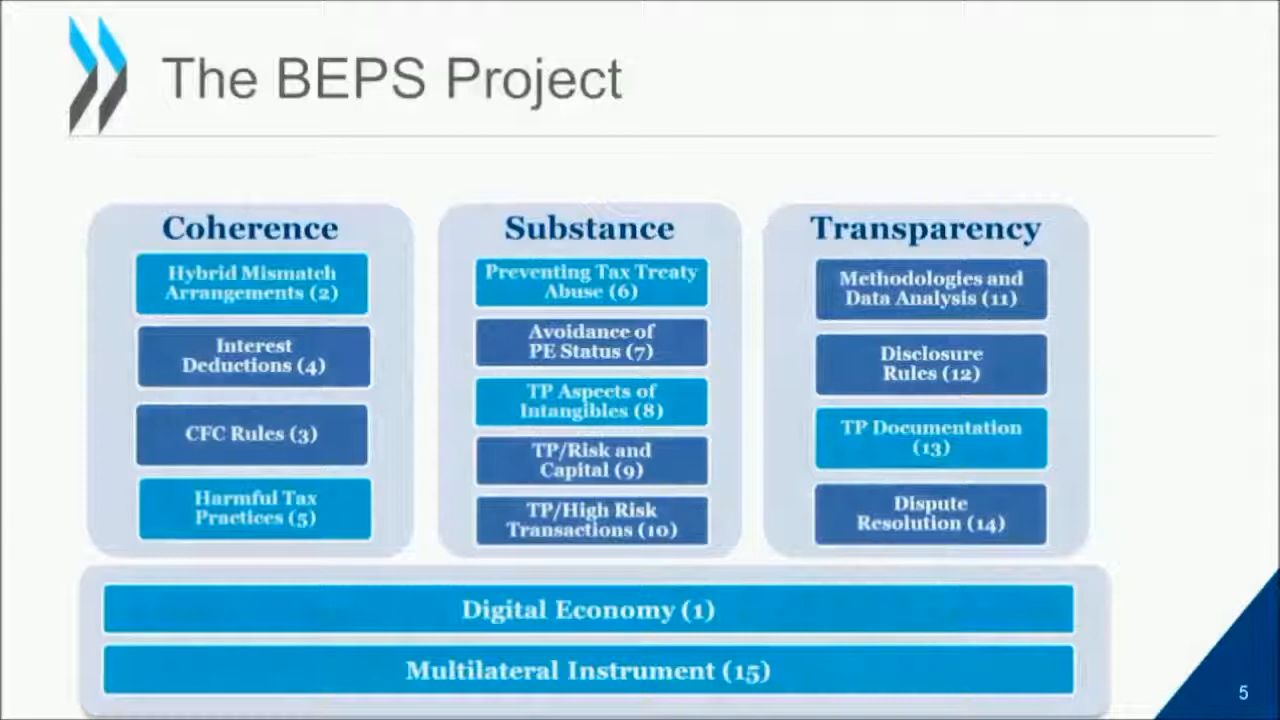 The BEPS Project
Coherence
Hybrid Mismatch
Arrangements (2)
Interest
Deductions (4)
CFC Rules (3)
Harmful Tax
Practices (5)
Substance
Preventing Tax Treaty
Abuse (6)
Avoidance of
PE Status (7)
TP Aspects of
Intangibles (8)
TP/Risk and
Capital (9)
TP/High Risk
Transactions (10)
Transparency
Methodologies and
Data Analysis (11)
Disclosure
Rules (12)
TP Documentation
(13)
Dispute
Resolution (14)
Digital Economy (1)
Multilateral Instrument (15)
5